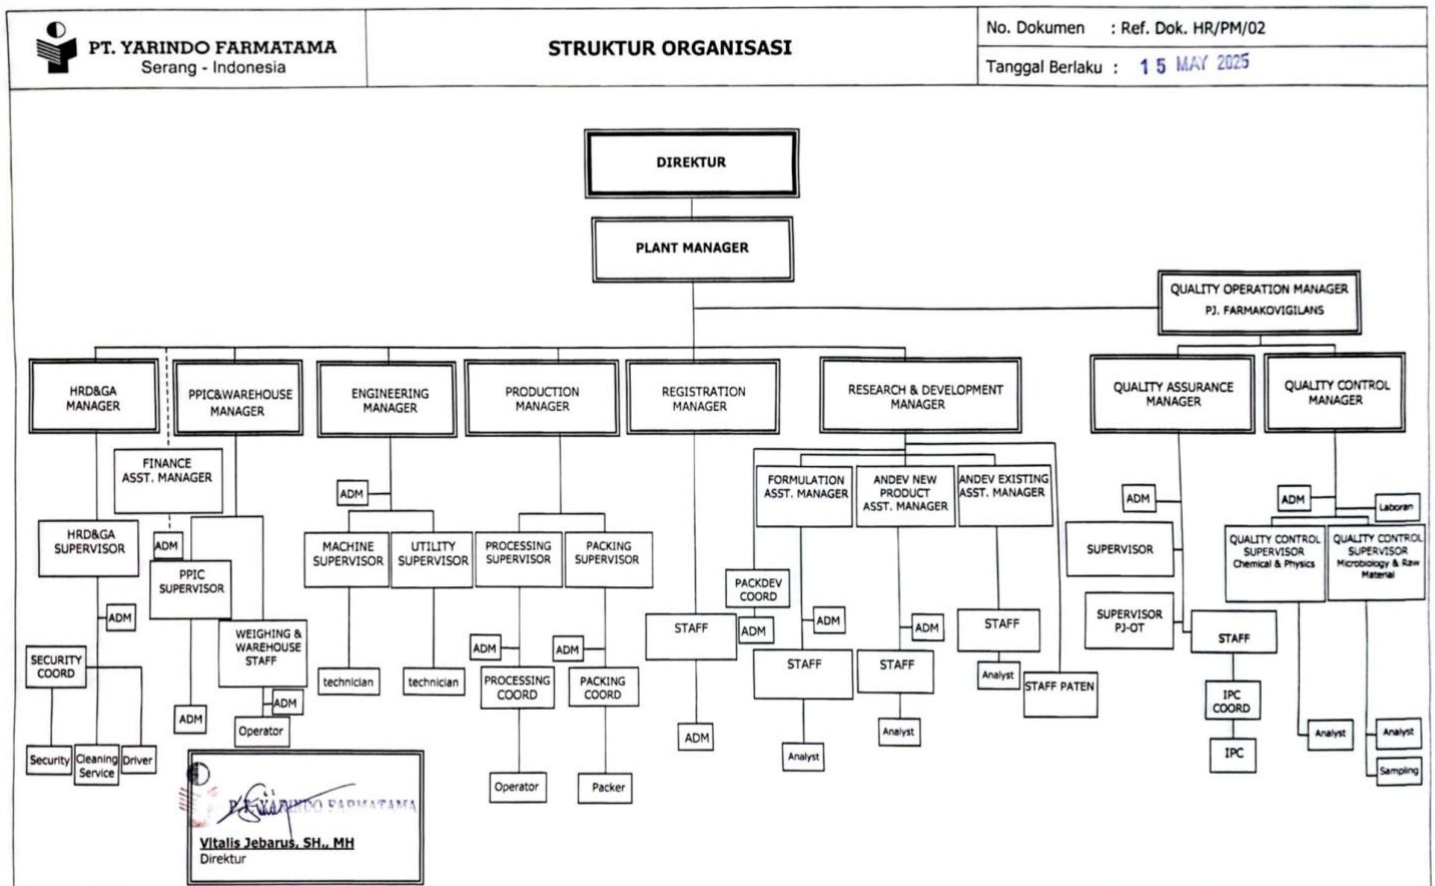 PT. YARINDO FARMATAMA
Serang - Indonesia
STRUKTUR ORGANISASI
No. Dokumen : Ref. Dok. HR/PM/02
Tanggal Berlaku : 15 MAY 2025
DIREKTUR
PLANT MANAGER
QUALITY OPERATION MANAGER
PJ. FARMAKOVIGILANS
HRD&GA
MANAGER
PPIC&WAREHOUSE
MANAGER
ENGINEERING
MANAGER
PRODUCTION
MANAGER
REGISTRATION
MANAGER
RESEARCH & DEVELOPMENT
MANAGER
QUALITY ASSURANCE
MANAGER
QUALITY CONTROL
MANAGER
FINANCE
ASST. MANAGER
ADM
FORMULATION
ASST. MANAGER
ANDEV NEW
PRODUCT
ASST. MANAGER
ANDEV EXISTING
ASST. MANAGER
ADM
ADM
Laboran
HRD&GA
SUPERVISOR
ADM
PPIC
SUPERVISOR
MACHINE
SUPERVISOR
UTILITY
SUPERVISOR
PROCESSING
SUPERVISOR
PACKING
SUPERVISOR
PACKDEV
COORD
ADM
SUPERVISOR
QUALITY CONTROL
SUPERVISOR
Chemical & Physics
QUALITY CONTROL
SUPERVISOR
Microbiology & Raw
Material
ADM
WEIGHING &
WAREHOUSE
STAFF
ADM
ADM
STAFF
ADM
ADM
STAFF
SUPERVISOR
PJ-OT
STAFF
SECURITY
COORD
technician
technician
PROCESSING
COORD
PACKING
COORD
STAFF
STAFF
Analyst
STAFF PATEN
IPC
COORD
ADM
ADM
Operator
ADM
Analyst
Analyst
IPC
Analyst
Analyst
Sampling
Security
Cleaning
Service
Driver
Operator
Packer
PT. YARINDO FARMATAMA
Vitalis Jebarus, SH., MH
Direktur